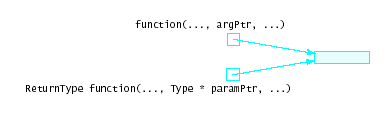 function(..., argPtr, ...)
ReturnType function(..., Type * paramPtr, ...)